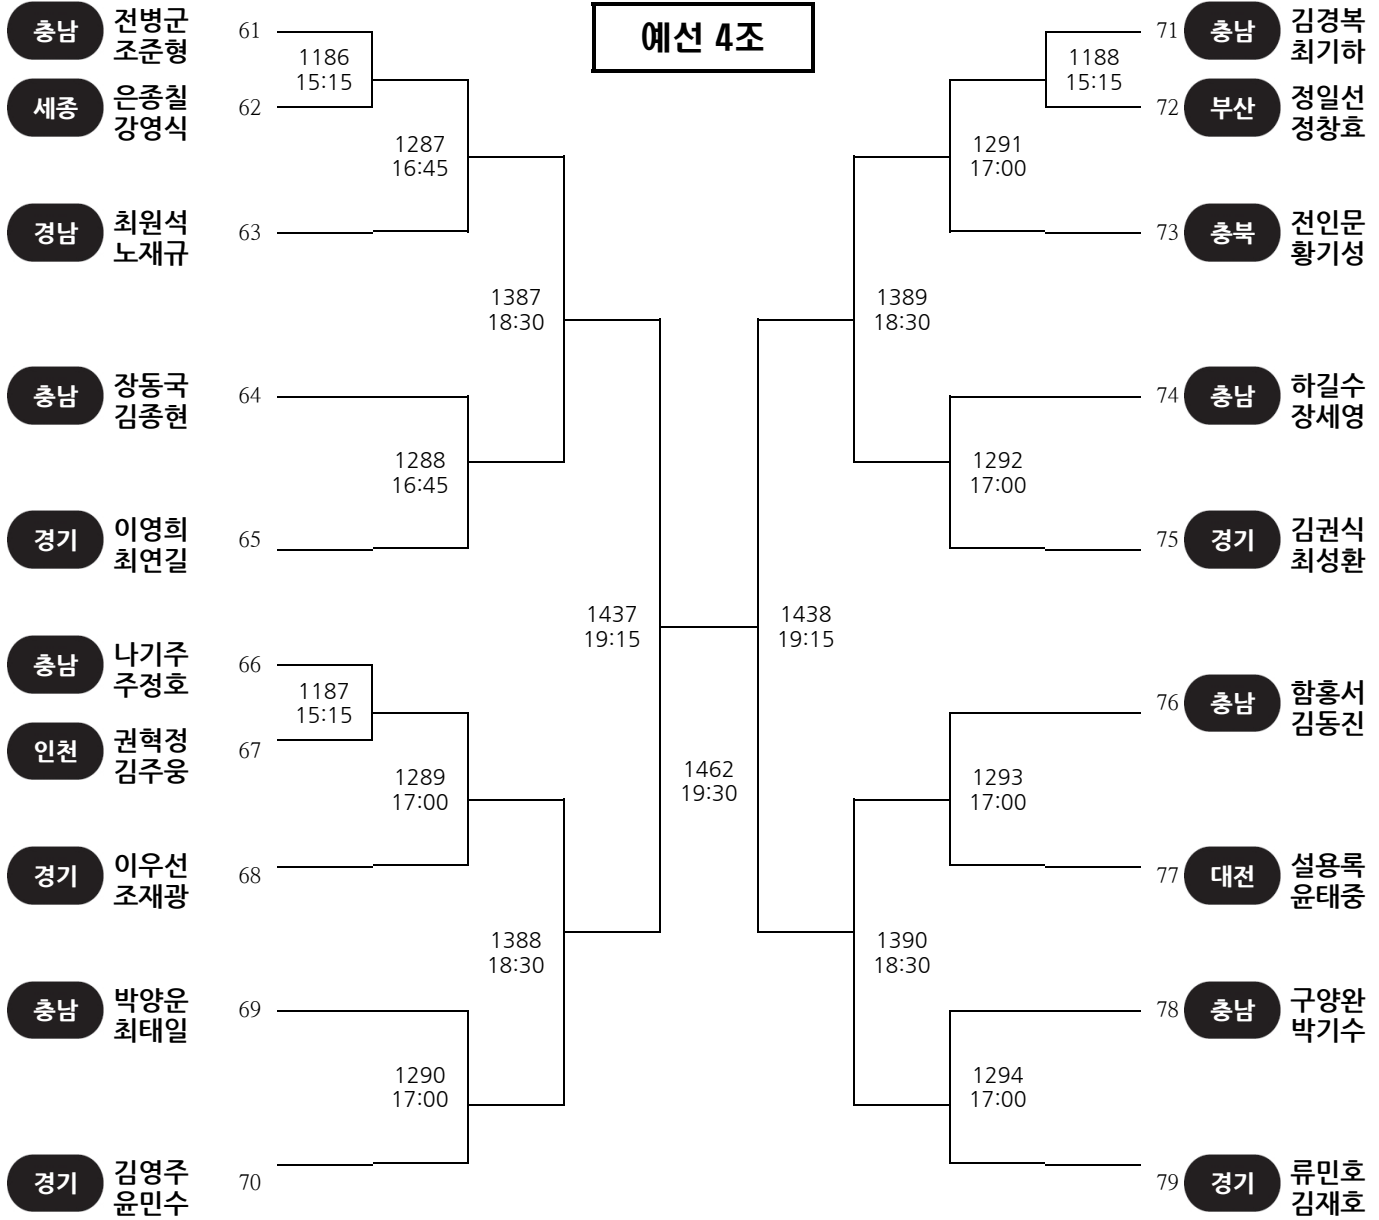 예선 4조
충남
전병군
조준형
61
1186
15:15
세종
은종칠
강영식
62
1287
16:45
경남
최원석
노재규
63
1387
18:30
충남
장동국
김종현
64
1288
16:45
경기
이영희
최연길
65
1437
19:15
충남
나기주
주정호
66
1187
15:15
인천
권혁정
김주웅
67
1289
17:00
경기
이우선
조재광
68
1388
18:30
충남
박양운
최태일
69
1290
17:00
경기
김영주
윤민수
70
1462
19:30
71
충남
김경복
최기하
1188
15:15
72
부산
정일선
정창효
1291
17:00
73
충북
전인문
황기성
1389
18:30
74
충남
하길수
장세영
1292
17:00
75
경기
김권식
최성환
1438
19:15
76
충남
함홍서
김동진
1293
17:00
77
대전
설용록
윤태중
1390
18:30
78
충남
구양완
박기수
1294
17:00
79
경기
류민호
김재호